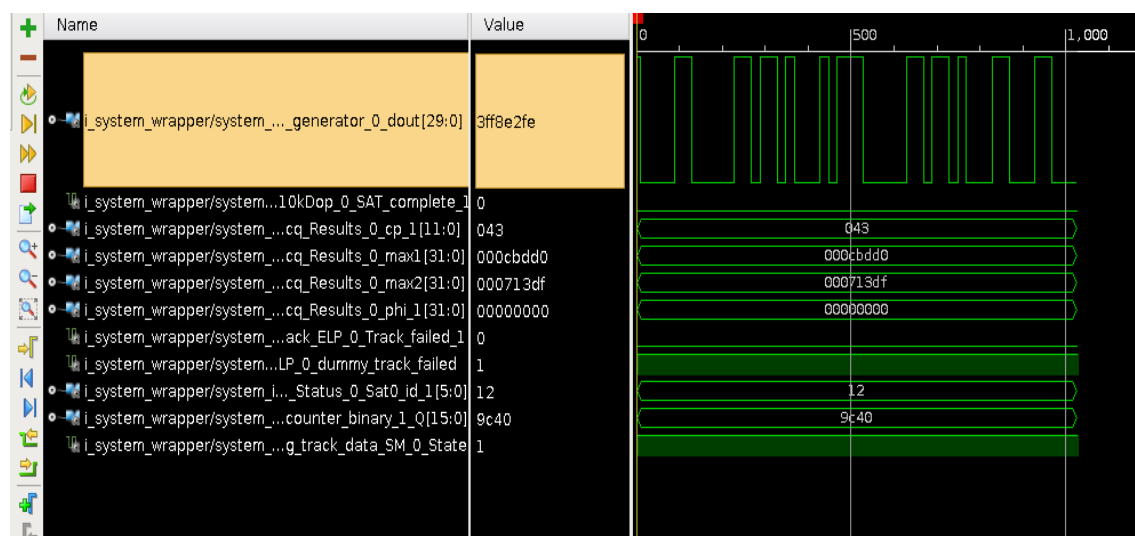 Name Value
0 500 1,000
i_system_wrapper/system_..._generator_0_dout[29:0] 3ff8e2fe
i_system_wrapper/system...10kDop_0_SAT_complete_1 0
i_system_wrapper/system_...cq_Results_0_cp_1[11:0] 043 043
i_system_wrapper/system_...cq_Results_0_max1[31:0] 000cbdd0 000cbdd0
i_system_wrapper/system_...cq_Results_0_max2[31:0] 000713df 000713df
i_system_wrapper/system_...cq_Results_0_phi_1[31:0] 00000000 00000000
i_system_wrapper/system_...ack_ELP_0_Track_failed_1 0
i_system_wrapper/system...LP_0_dummy_track_failed 1
i_system_wrapper/system_i..._Status_0_Sat0_id_1[5:0] 12 12
i_system_wrapper/system_...counter_binary_1_Q[15:0] 9c40 9c40
i_system_wrapper/system_...g_track_data_SM_0_State 1